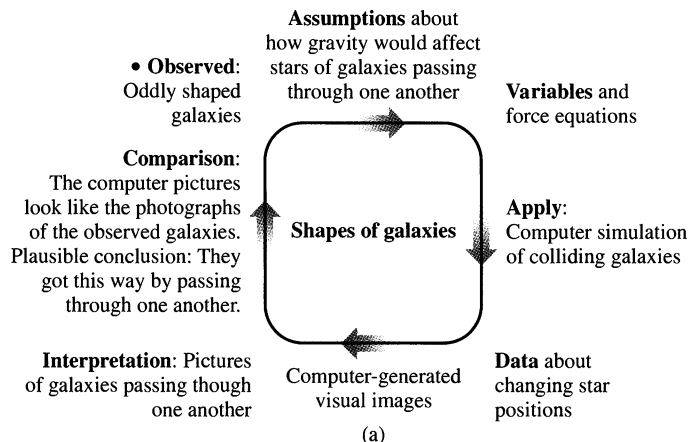 Assumptions about
how gravity would affect
stars of galaxies passing
through one another
• Observed:
Oddly shaped
galaxies
Variables and
force equations
Comparison:
The computer pictures
look like the photographs
of the observed galaxies.
Plausible conclusion: They
got this way by passing
through one another.
Shapes of galaxies
Apply:
Computer simulation
of colliding galaxies
Interpretation: Pictures
of galaxies passing though
one another
Computer-generated
visual images
Data about
changing star
positions
(a)